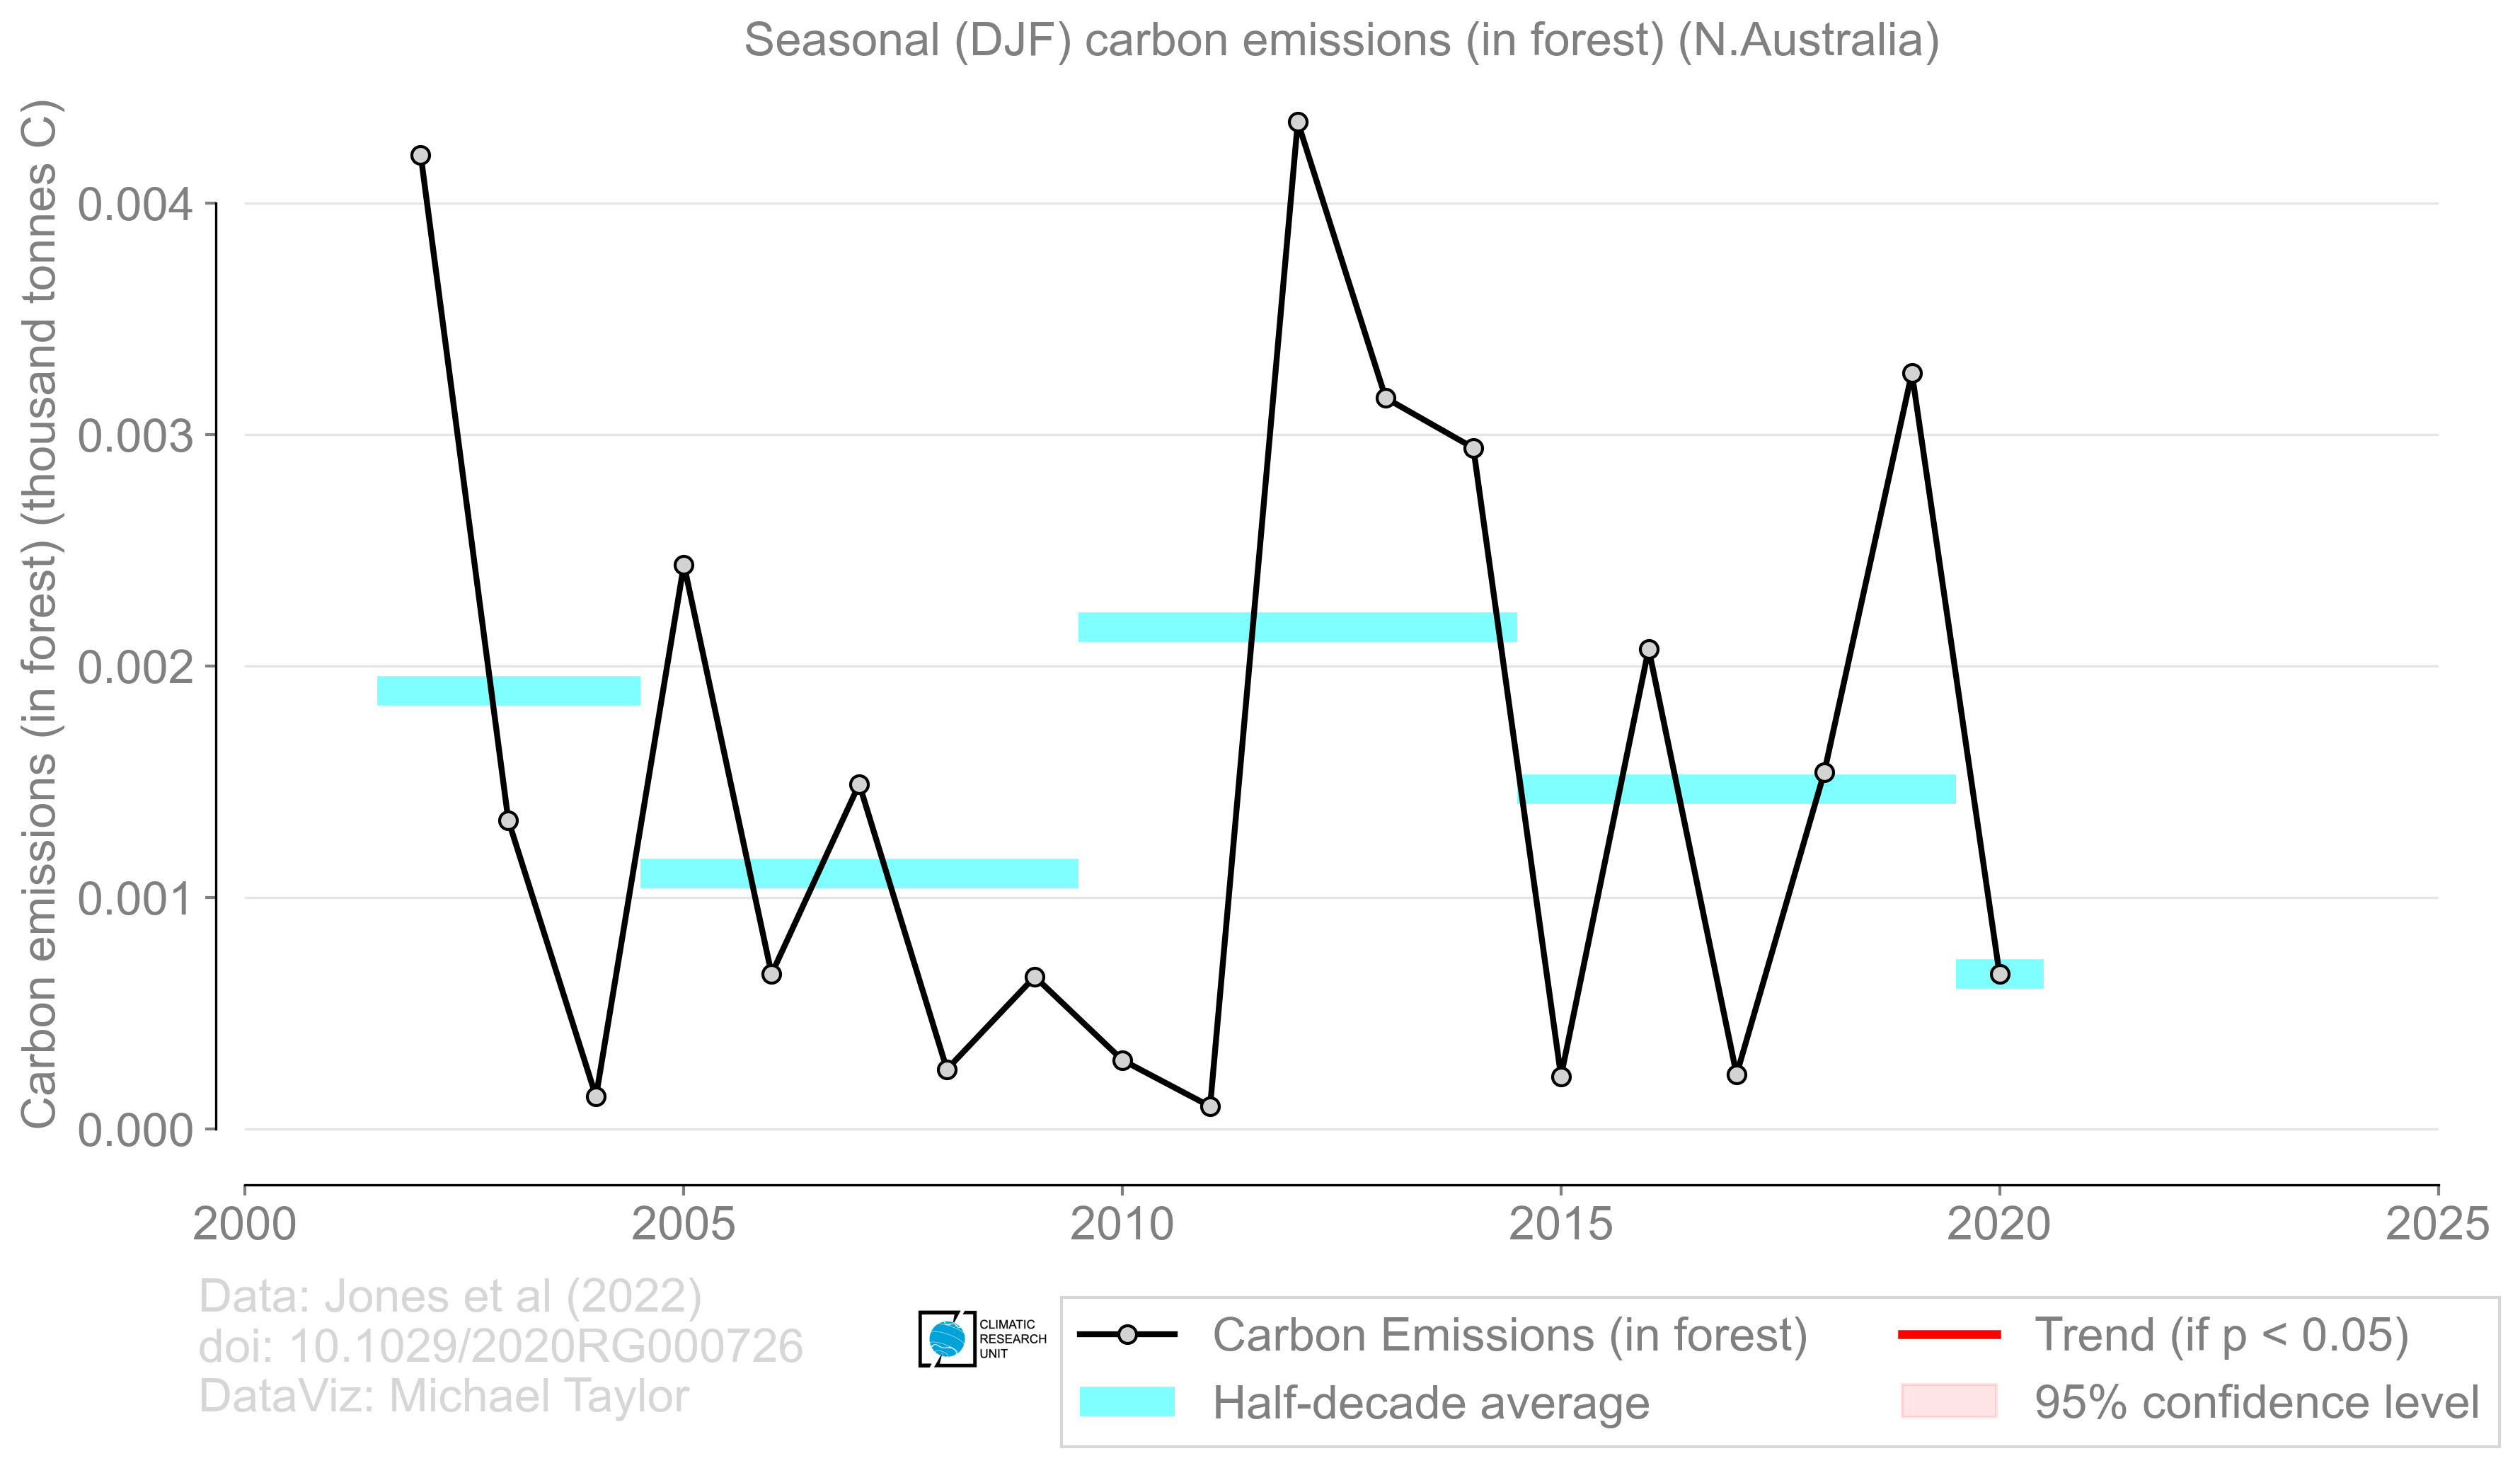 Seasonal (DJF) carbon emissions (in forest) (N.Australia)
Carbon emissions (in forest) (thousand tonnes C)
0.004
0.003
0.002
0.001
0.000
2000
2005
2010
2015
2020
2025
Data: Jones et al (2022)
doi: 10.1029/2020RG000726
DataViz: Michael Taylor
CLIMATIC
RESEARCH
UNIT
Carbon Emissions (in forest)
Half-decade average
Trend (if p < 0.05)
95% confidence level